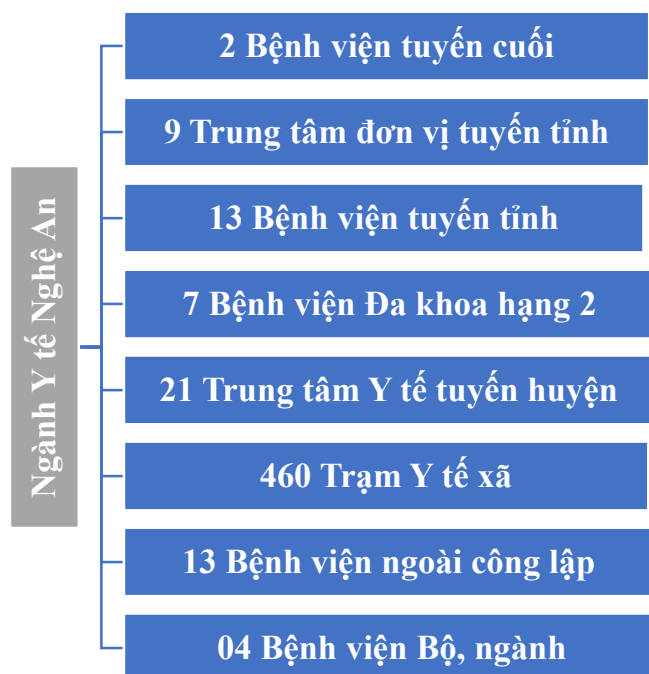 Ngành Y tế Nghệ An
2 Bệnh viện tuyến cuối
9 Trung tâm đơn vị tuyến tỉnh
13 Bệnh viện tuyến tỉnh
7 Bệnh viện Đa khoa hạng 2
21 Trung tâm Y tế tuyến huyện
460 Trạm Y tế xã
13 Bệnh viện ngoài công lập
04 Bệnh viện Bộ, ngành